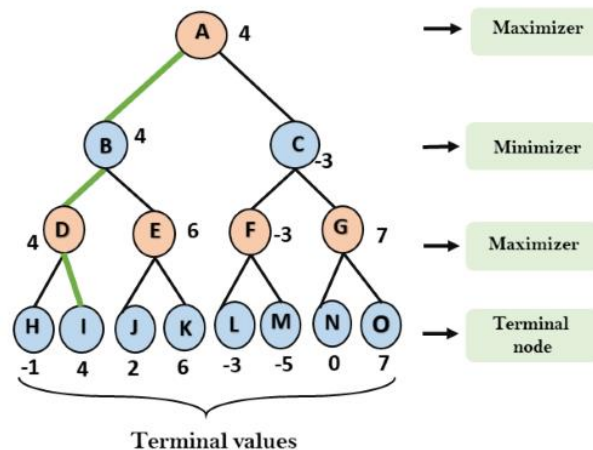 A 4 Maximizer
B 4 C -3 Minimizer
D 4 E 6 F -3 G 7 Maximizer
H I J K L M N O Terminal
node
-1 4 2 6 -3 -5 0 7
Terminal values